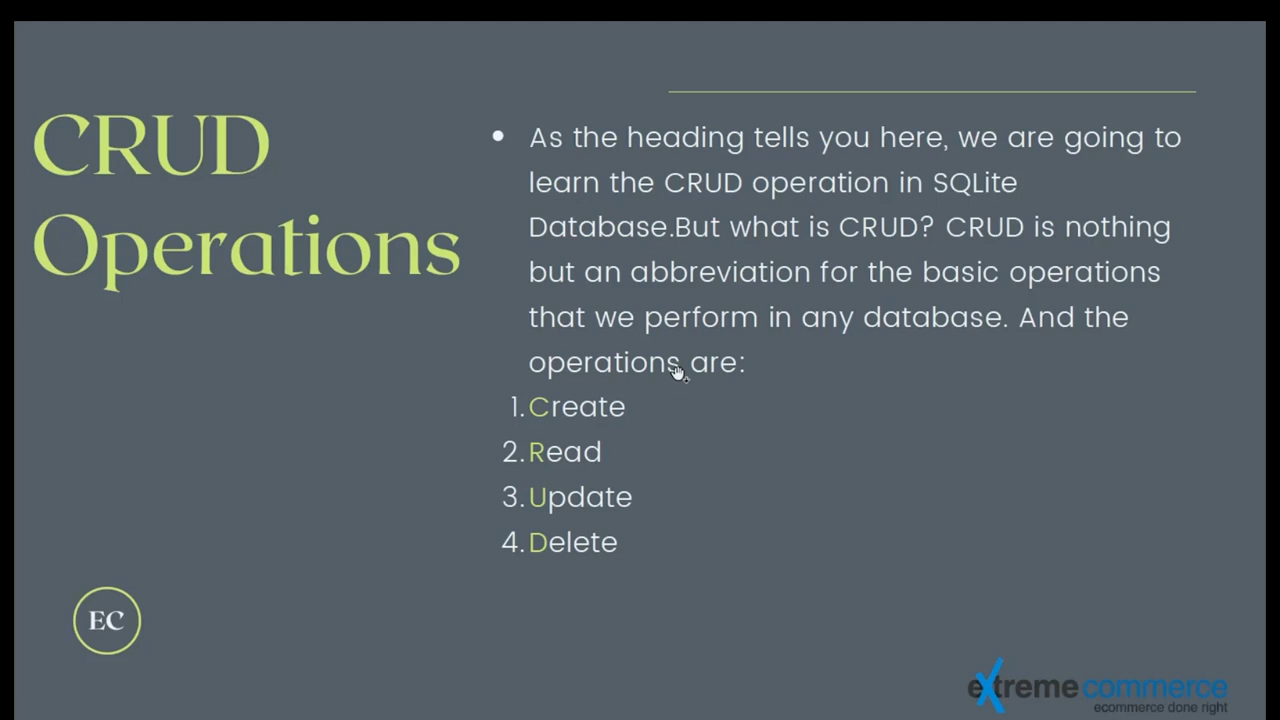 CRUD
Operations
As the heading tells you here, we are going to
learn the CRUD operation in SQLite
Database.But what is CRUD? CRUD is nothing
but an abbreviation for the basic operations
that we perform in any database. And the
operations are:
1. Create
2. Read
3. Update
4. Delete
EC
extreme commerce
ecommerce done right